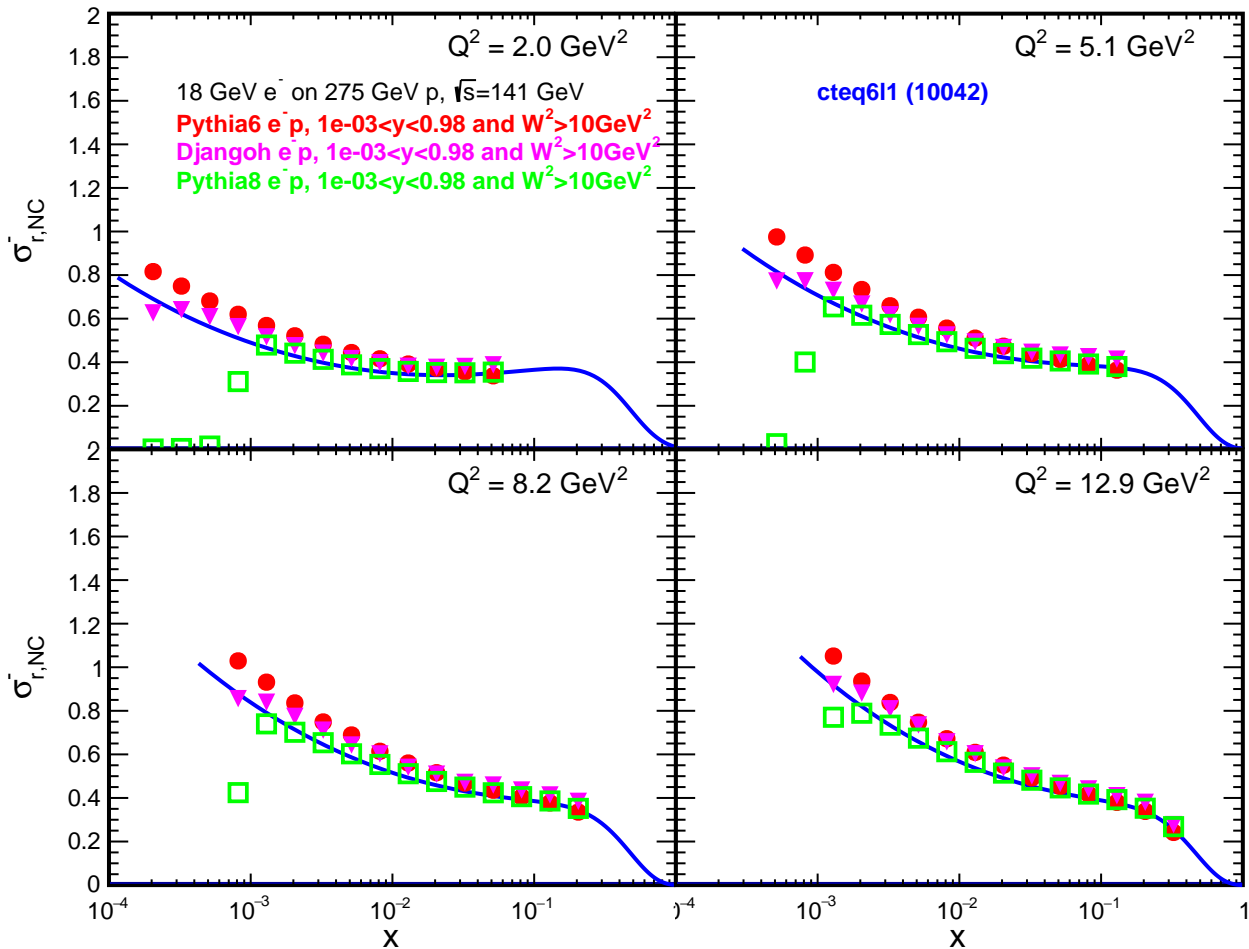 Q² = 2.0 GeV²
18 GeV e⁻ on 275 GeV p, √s=141 GeV
Pythia6 e⁻p, 1e-03<y<0.98 and W²>10GeV²
Djangoh e⁻p, 1e-03<y<0.98 and W²>10GeV²
Pythia8 e⁻p, 1e-03<y<0.98 and W²>10GeV²
σ⁻r,NC
2
1.8
1.6
1.4
1.2
1
0.8
0.6
0.4
0.2
Q² = 5.1 GeV²
cteq6l1 (10042)
Q² = 8.2 GeV²
σ⁻r,NC
2
1.8
1.6
1.4
1.2
1
0.8
0.6
0.4
0.2
0
10⁻⁴ 10⁻³ 10⁻² 10⁻¹
x
Q² = 12.9 GeV²
)⁻⁴ 10⁻³ 10⁻² 10⁻¹ 1
x